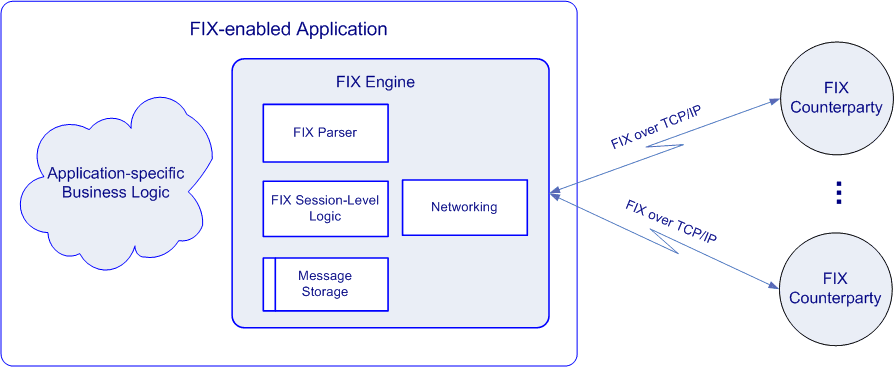 FIX-enabled Application
FIX Engine
FIX Parser
Application-specific
Business Logic
FIX Session-Level
Logic
Networking
Message
Storage
FIX over TCP/IP
FIX over TCP/IP
FIX
Counterparty
FIX
Counterparty